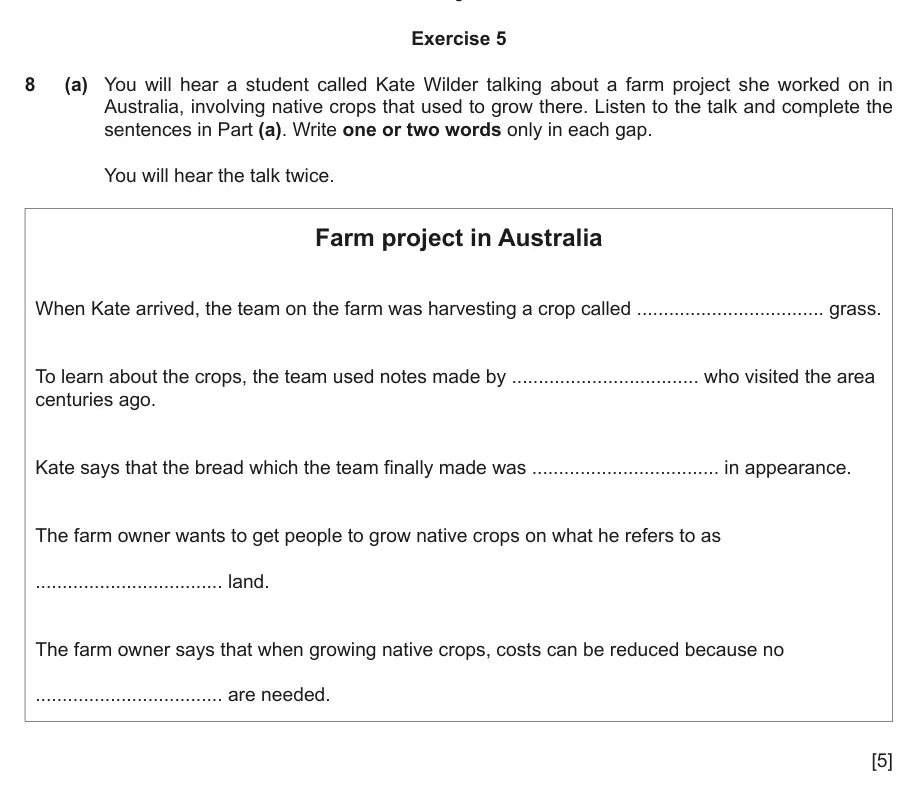 Exercise 5
8 (a) You will hear a student called Kate Wilder talking about a farm project she worked on in
Australia, involving native crops that used to grow there. Listen to the talk and complete the
sentences in Part (a). Write one or two words only in each gap.
You will hear the talk twice.
Farm project in Australia
When Kate arrived, the team on the farm was harvesting a crop called ................................... grass.
To learn about the crops, the team used notes made by ................................... who visited the area
centuries ago.
Kate says that the bread which the team finally made was ................................... in appearance.
The farm owner wants to get people to grow native crops on what he refers to as
................................... land.
The farm owner says that when growing native crops, costs can be reduced because no
................................... are needed.
[5]